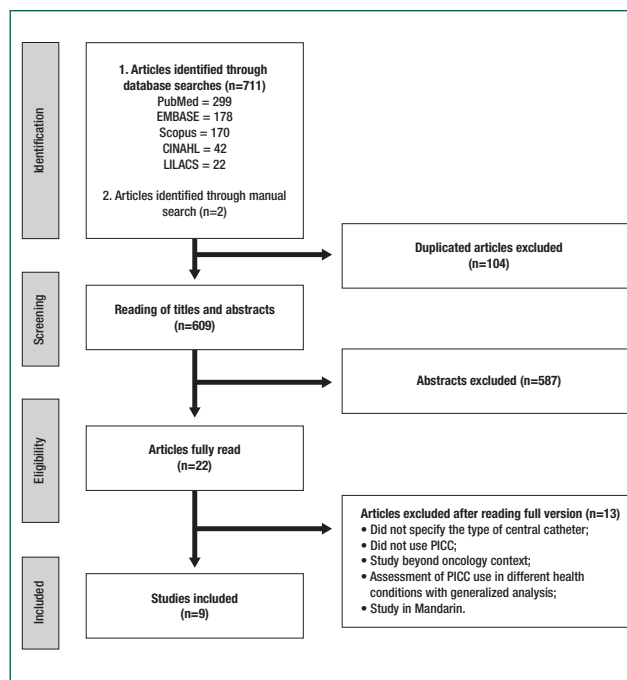 Identification
1. Articles identified through
database searches (n=711)
PubMed = 299
EMBASE = 178
Scopus = 170
CINAHL = 42
LILACS = 22
2. Articles identified through manual
search (n=2)
Duplicated articles excluded
(n=104)
Screening
Reading of titles and abstracts
(n=609)
Abstracts excluded (n=587)
Eligibility
Articles fully read
(n=22)
Articles excluded after reading full version (n=13)
• Did not specify the type of central catheter;
• Did not use PICC;
• Study beyond oncology context;
• Assessment of PICC use in different health
conditions with generalized analysis;
• Study in Mandarin.
Included
Studies included
(n=9)